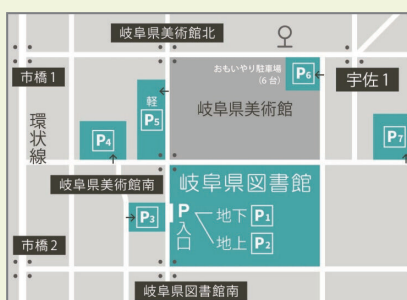 岐阜県美術館北
市橋1
おもいやり駐車場
(6台)
P6
宇佐1
環状線
軽
P5
岐阜県美術館
P4
P7
岐阜県美術館南
岐阜県図書館
P3
P入口
地下 P1
地上 P2
市橋2
岐阜県図書館南